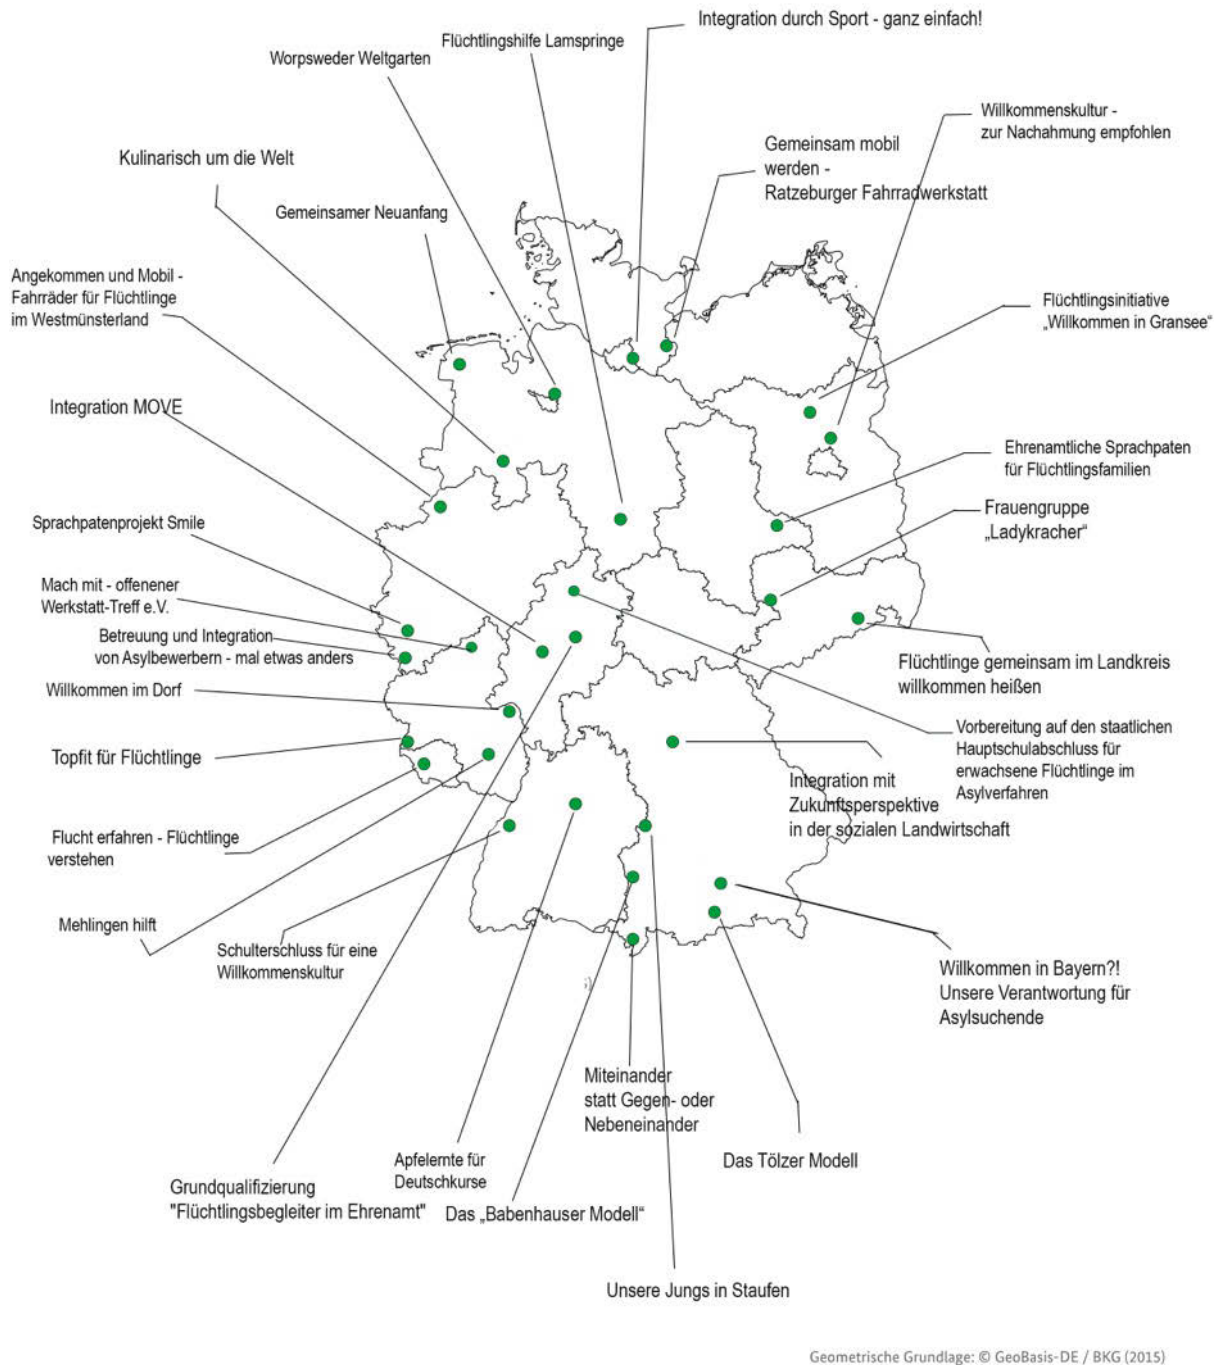 Integration durch Sport - ganz einfach!
Flüchtlingshilfe Lamspringe
Worpsweder Weltgarten
Willkommenskultur -
zur Nachahmung empfohlen
Gemeinsam mobil
werden -
Ratzeburger Fahrradwerkstatt
Kulinarisch um die Welt
Gemeinsamer Neuanfang
Angekommen und Mobil -
Fahrräder für Flüchtlinge
im Westmünsterland
Flüchtlingsinitiative
„Willkommen in Gransee“
Integration MOVE
Ehrenamtliche Sprachpaten
für Flüchtlingsfamilien
Frauengruppe
„Ladykracher“
Sprachpatenprojekt Smile
Mach mit - offenener
Werkstatt-Treff e.V.
Betreuung und Integration
von Asylbewerbern - mal etwas anders
Flüchtlinge gemeinsam im Landkreis
willkommen heißen
Willkommen im Dorf
Vorbereitung auf den staatlichen
Hauptschulabschluss für
erwachsene Flüchtlinge im
Asylverfahren
Topfit für Flüchtlinge
Integration mit
Zukunftsperspektive
in der sozialen Landwirtschaft
Flucht erfahren - Flüchtlinge
verstehen
Mehlingen hilft
Schulterschluss für eine
Willkommenskultur
Willkommen in Bayern?!
Unsere Verantwortung für
Asylsuchende
Miteinander
statt Gegen- oder
Nebeneinander
Das Tölzer Modell
Apfelernte für
Deutschkurse
Grundqualifizierung
"Flüchtlingsbegleiter im Ehrenamt"
Das „Babenhauser Modell“
Unsere Jungs in Staufen
Geometrische Grundlage: © GeoBasis-DE / BKG (2015)